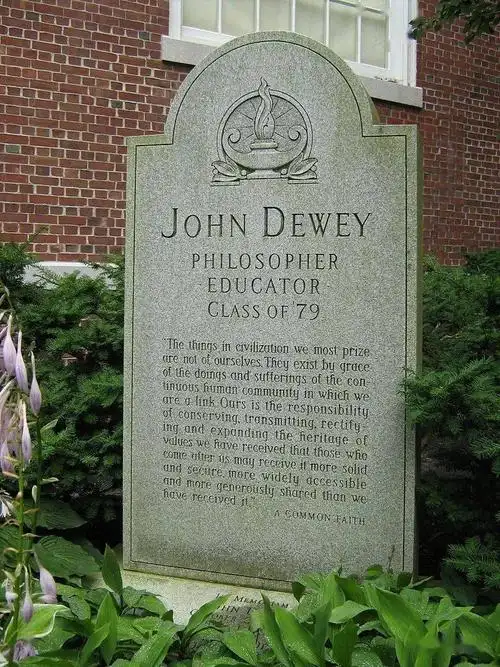 JOHN DEWEY
PHILOSOPHER
EDUCATOR
CLASS OF '79
"The things in civilization we most prize
are not of ourselves. They exist by grace
of the doings and sufferings of the con-
tinuous human community in which we
are a link. Ours is the responsibility
of conserving, transmitting, rectify-
ing and expanding the heritage of
values we have received that those who
come after us may receive it more solid
and secure, more widely accessible
and more generously shared than we
have received it."
A COMMON FAITH
MEMORIAL
JOHN